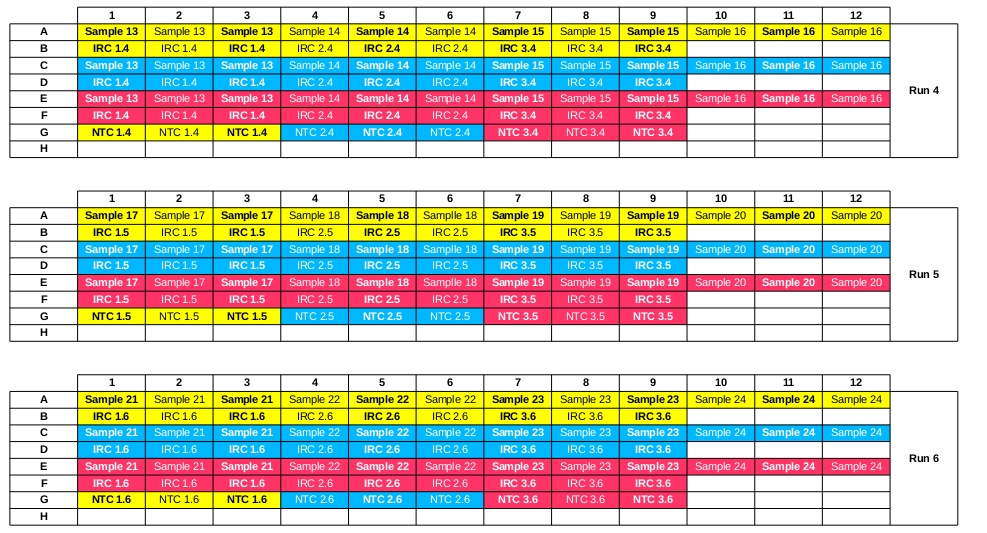 1 2 3 4 5 6 7 8 9 10 11 12
A Sample 13 Sample 13 Sample 13 Sample 14 Sample 14 Sample 14 Sample 15 Sample 15 Sample 15 Sample 16 Sample 16 Sample 16
B IRC 1.4 IRC 1.4 IRC 1.4 IRC 2.4 IRC 2.4 IRC 2.4 IRC 3.4 IRC 3.4 IRC 3.4
C Sample 13 Sample 13 Sample 13 Sample 14 Sample 14 Sample 14 Sample 15 Sample 15 Sample 15 Sample 16 Sample 16 Sample 16
D IRC 1.4 IRC 1.4 IRC 1.4 IRC 2.4 IRC 2.4 IRC 2.4 IRC 3.4 IRC 3.4 IRC 3.4
E Sample 13 Sample 13 Sample 13 Sample 14 Sample 14 Sample 14 Sample 15 Sample 15 Sample 15 Sample 16 Sample 16 Sample 16
Run 4
F IRC 1.4 IRC 1.4 IRC 1.4 IRC 2.4 IRC 2.4 IRC 2.4 IRC 3.4 IRC 3.4 IRC 3.4
G NTC 1.4 NTC 1.4 NTC 1.4 NTC 2.4 NTC 2.4 NTC 2.4 NTC 3.4 NTC 3.4 NTC 3.4
H
1 2 3 4 5 6 7 8 9 10 11 12
A Sample 17 Sample 17 Sample 17 Sample 18 Sample 18 Samplle 18 Sample 19 Sample 19 Sample 19 Sample 20 Sample 20 Sample 20
B IRC 1.5 IRC 1.5 IRC 1.5 IRC 2.5 IRC 2.5 IRC 2.5 IRC 3.5 IRC 3.5 IRC 3.5
C Sample 17 Sample 17 Sample 17 Sample 18 Sample 18 Samplle 18 Sample 19 Sample 19 Sample 19 Sample 20 Sample 20 Sample 20
D IRC 1.5 IRC 1.5 IRC 1.5 IRC 2.5 IRC 2.5 IRC 2.5 IRC 3.5 IRC 3.5 IRC 3.5
E Sample 17 Sample 17 Sample 17 Sample 18 Sample 18 Samplle 18 Sample 19 Sample 19 Sample 19 Sample 20 Sample 20 Sample 20
Run 5
F IRC 1.5 IRC 1.5 IRC 1.5 IRC 2.5 IRC 2.5 IRC 2.5 IRC 3.5 IRC 3.5 IRC 3.5
G NTC 1.5 NTC 1.5 NTC 1.5 NTC 2.5 NTC 2.5 NTC 2.5 NTC 3.5 NTC 3.5 NTC 3.5
H
1 2 3 4 5 6 7 8 9 10 11 12
A Sample 21 Sample 21 Sample 21 Sample 22 Sample 22 Sample 22 Sample 23 Sample 23 Sample 23 Sample 24 Sample 24 Sample 24
B IRC 1.6 IRC 1.6 IRC 1.6 IRC 2.6 IRC 2.6 IRC 2.6 IRC 3.6 IRC 3.6 IRC 3.6
C Sample 21 Sample 21 Sample 21 Sample 22 Sample 22 Sample 22 Sample 23 Sample 23 Sample 23 Sample 24 Sample 24 Sample 24
D IRC 1.6 IRC 1.6 IRC 1.6 IRC 2.6 IRC 2.6 IRC 2.6 IRC 3.6 IRC 3.6 IRC 3.6
E Sample 21 Sample 21 Sample 21 Sample 22 Sample 22 Sample 22 Sample 23 Sample 23 Sample 23 Sample 24 Sample 24 Sample 24
Run 6
F IRC 1.6 IRC 1.6 IRC 1.6 IRC 2.6 IRC 2.6 IRC 2.6 IRC 3.6 IRC 3.6 IRC 3.6
G NTC 1.6 NTC 1.6 NTC 1.6 NTC 2.6 NTC 2.6 NTC 2.6 NTC 3.6 NTC 3.6 NTC 3.6
H